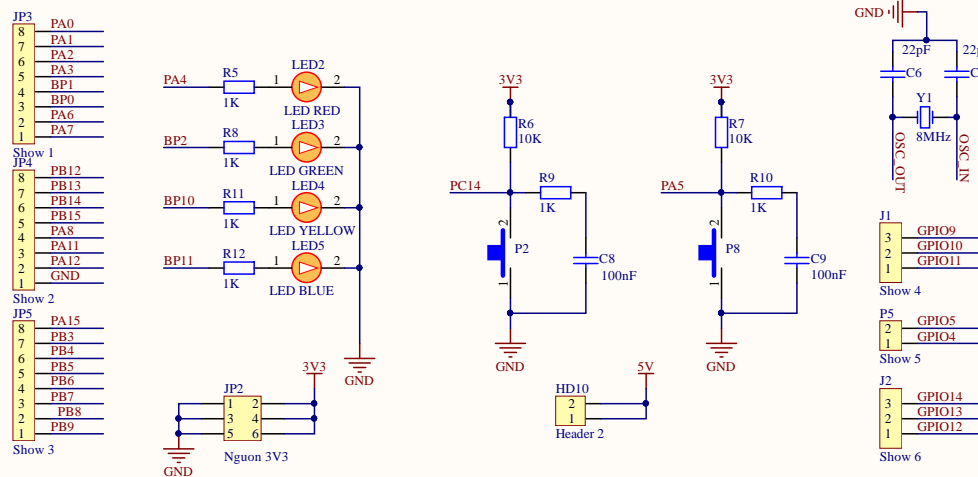 JP3
8 PA0
7 PA1
6 PA2
5 PA3
4 BP1
3 BP0
2 PA6
1 PA7
Show 1
JP4
8 PB12
7 PB13
6 PB14
5 PB15
4 PA8
3 PA11
2 PA12
1 GND
Show 2
JP5
8 PA15
7 PB3
6 PB4
5 PB5
4 PB6
3 PB7
2 PB8
1 PB9
Show 3
PA4 R5 1K 1 LED2 2
LED RED
BP2 R8 1K 1 LED3 2
LED GREEN
BP10 R11 1K 1 LED4 2
LED YELLOW
BP11 R12 1K 1 LED5 2
LED BLUE
GND
3V3
JP2
1 2
3 4
5 6
Nguon 3V3
GND
3V3
R6
10K
PC14
R9
1K
2
P2
1
C8
100nF
GND
3V3
R7
10K
PA5
R10
1K
2
P8
1
C9
100nF
GND
5V
HD10
2
1
Header 2
GND
22pF 22p
C6 C
Y1
8MHz
OSC_OUT
OSC_IN
J1
3 GPIO9
2 GPIO10
1 GPIO11
Show 4
P5
2 GPIO5
1 GPIO4
Show 5
J2
3 GPIO14
2 GPIO13
1 GPIO12
Show 6